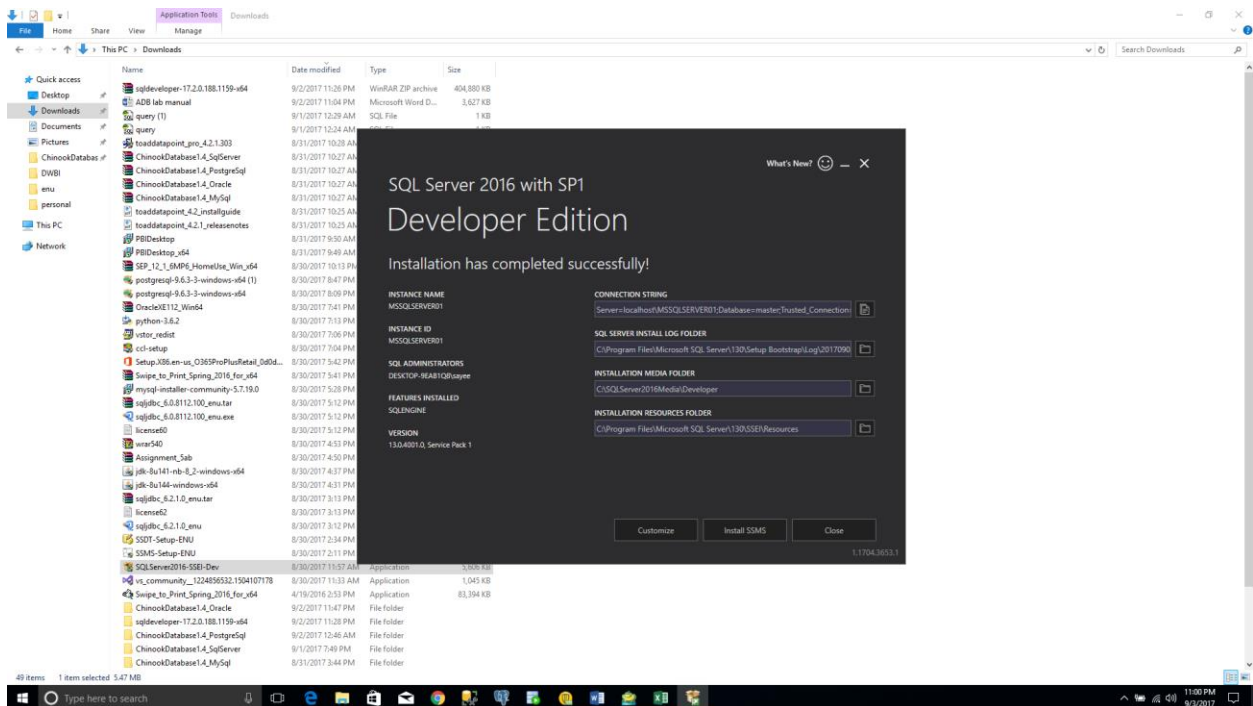 Application Tools Downloads
File Home Share View Manage
This PC > Downloads
Search Downloads
Quick access
Desktop
Downloads
Documents
Pictures
ChinookDatabas
DWBI
enu
personal
This PC
Network
Name Date modified Type Size
sqldeveloper-17.2.0.188.1159-x64 9/2/2017 11:26 PM WinRAR ZIP archive 404,880 KB
ADB lab manual 9/2/2017 11:04 PM Microsoft Word D... 3,627 KB
query (1) 9/1/2017 12:29 AM SQL File 1 KB
query 9/1/2017 12:24 AM
toaddatapoint_pro_4.2.1.303 8/31/2017 10:28 AM
ChinookDatabase1.4_SqlServer 8/31/2017 10:27 AM
ChinookDatabase1.4_PostgreSql 8/31/2017 10:27 AM
ChinookDatabase1.4_Oracle 8/31/2017 10:27 AM
ChinookDatabase1.4_MySql 8/31/2017 10:27 AM
toaddatapoint_4.2_installguide 8/31/2017 10:25 AM
toaddatapoint_4.2.1_releasenotes 8/31/2017 10:25 AM
PBIDesktop 8/31/2017 9:50 AM
PBIDesktop_x64 8/31/2017 9:49 AM
SEP_12_1_6MP6_HomeUse_Win_x64 8/30/2017 10:13 PM
postgresql-9.6.3-3-windows-x64 (1) 8/30/2017 8:47 PM
postgresql-9.6.3-3-windows-x64 8/30/2017 8:09 PM
OracleXE112_Win64 8/30/2017 7:41 PM
python-3.6.2 8/30/2017 7:13 PM
vstor_redist 8/30/2017 7:06 PM
ccl-setup 8/30/2017 7:04 PM
Setup.X86.en-us_O365ProPlusRetail_0d0d... 8/30/2017 5:42 PM
Swipe_to_Print_Spring_2016_for_x64 8/30/2017 5:41 PM
mysql-installer-community-5.7.19.0 8/30/2017 5:28 PM
sqljdbc_6.0.8112.100_enu.tar 8/30/2017 5:12 PM
sqljdbc_6.0.8112.100_enu.exe 8/30/2017 5:12 PM
license60 8/30/2017 5:12 PM
wrar540 8/30/2017 4:53 PM
Assignment_5ab 8/30/2017 4:50 PM
jdk-8u141-nb-8_2-windows-x64 8/30/2017 4:37 PM
jdk-8u144-windows-x64 8/30/2017 4:31 PM
sqljdbc_6.2.1.0_enu.tar 8/30/2017 3:13 PM
license62 8/30/2017 3:13 PM
sqljdbc_6.2.1.0_enu 8/30/2017 3:12 PM
SSDT-Setup-ENU 8/30/2017 2:34 PM
SSMS-Setup-ENU 8/30/2017 2:11 PM
SQLServer2016-SSEI-Dev 8/30/2017 11:57 AM Application 5,606 KB
vs_community__1224856532.1504107178 8/30/2017 11:33 AM Application 1,045 KB
Swipe_to_Print_Spring_2016_for_x64 4/19/2016 2:53 PM Application 83,394 KB
ChinookDatabase1.4_Oracle 9/2/2017 11:47 PM File folder
sqldeveloper-17.2.0.188.1159-x64 9/2/2017 11:28 PM File folder
ChinookDatabase1.4_PostgreSql 9/2/2017 12:46 AM File folder
ChinookDatabase1.4_SqlServer 9/1/2017 7:49 PM File folder
ChinookDatabase1.4_MySql 8/31/2017 3:44 PM File folder
What's New?
SQL Server 2016 with SP1
Developer Edition
Installation has completed successfully!
INSTANCE NAME
MSSQLSERVER01
INSTANCE ID
MSSQLSERVER01
SQL ADMINISTRATORS
DESKTOP-9EAB1QB\sayee
FEATURES INSTALLED
SQLENGINE
VERSION
13.0.4001.0, Service Pack 1
CONNECTION STRING
Server=localhost\MSSQLSERVER01;Database=master;Trusted_Connection
SQL SERVER INSTALL LOG FOLDER
C:\Program Files\Microsoft SQL Server\130\Setup Bootstrap\Log\2017090
INSTALLATION MEDIA FOLDER
C:\SQLServer2016Media\Developer
INSTALLATION RESOURCES FOLDER
C:\Program Files\Microsoft SQL Server\130\SSEI\Resources
Customize Install SSMS Close
1.1704.3653.1
49 items 1 item selected 5.47 MB
Type here to search
11:00 PM
9/3/2017